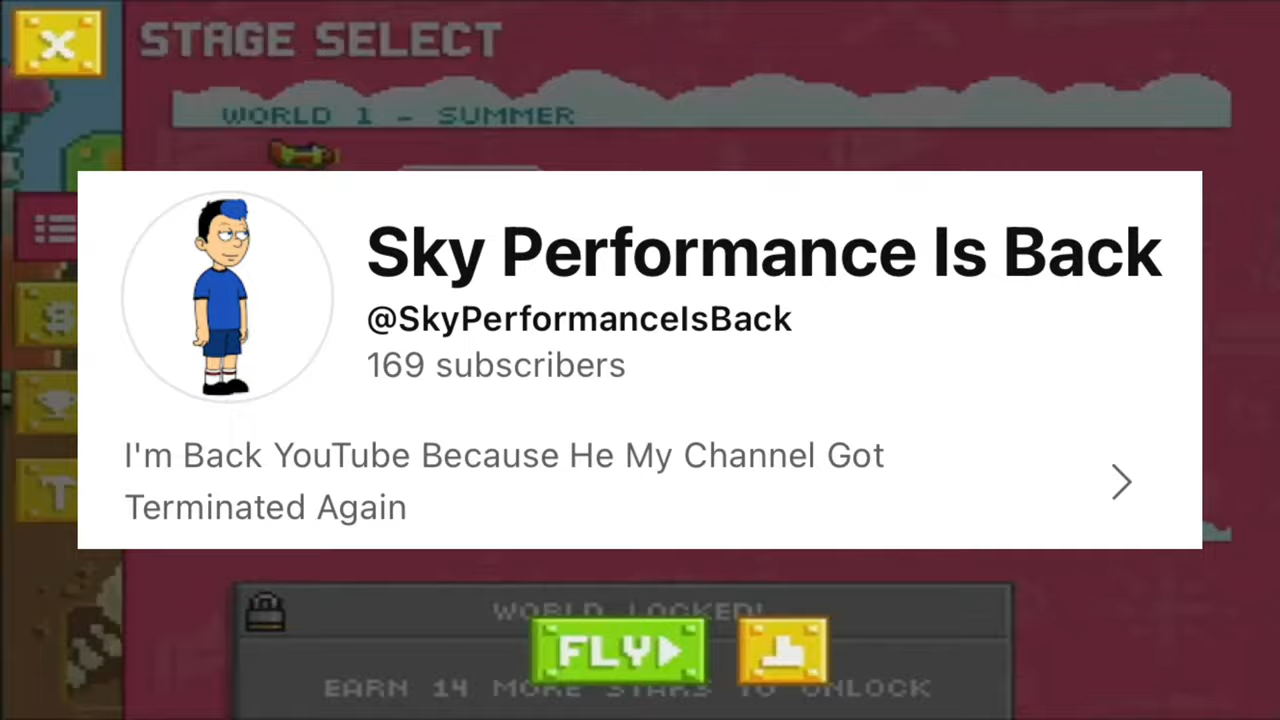 STAGE SELECT
WORLD 1 - SUMMER
Sky Performance Is Back
@SkyPerformanceIsBack
169 subscribers
I'm Back YouTube Because He My Channel Got
Terminated Again
WORLD LOCKED!
FLY
EARN 14 MORE STARS TO UNLOCK